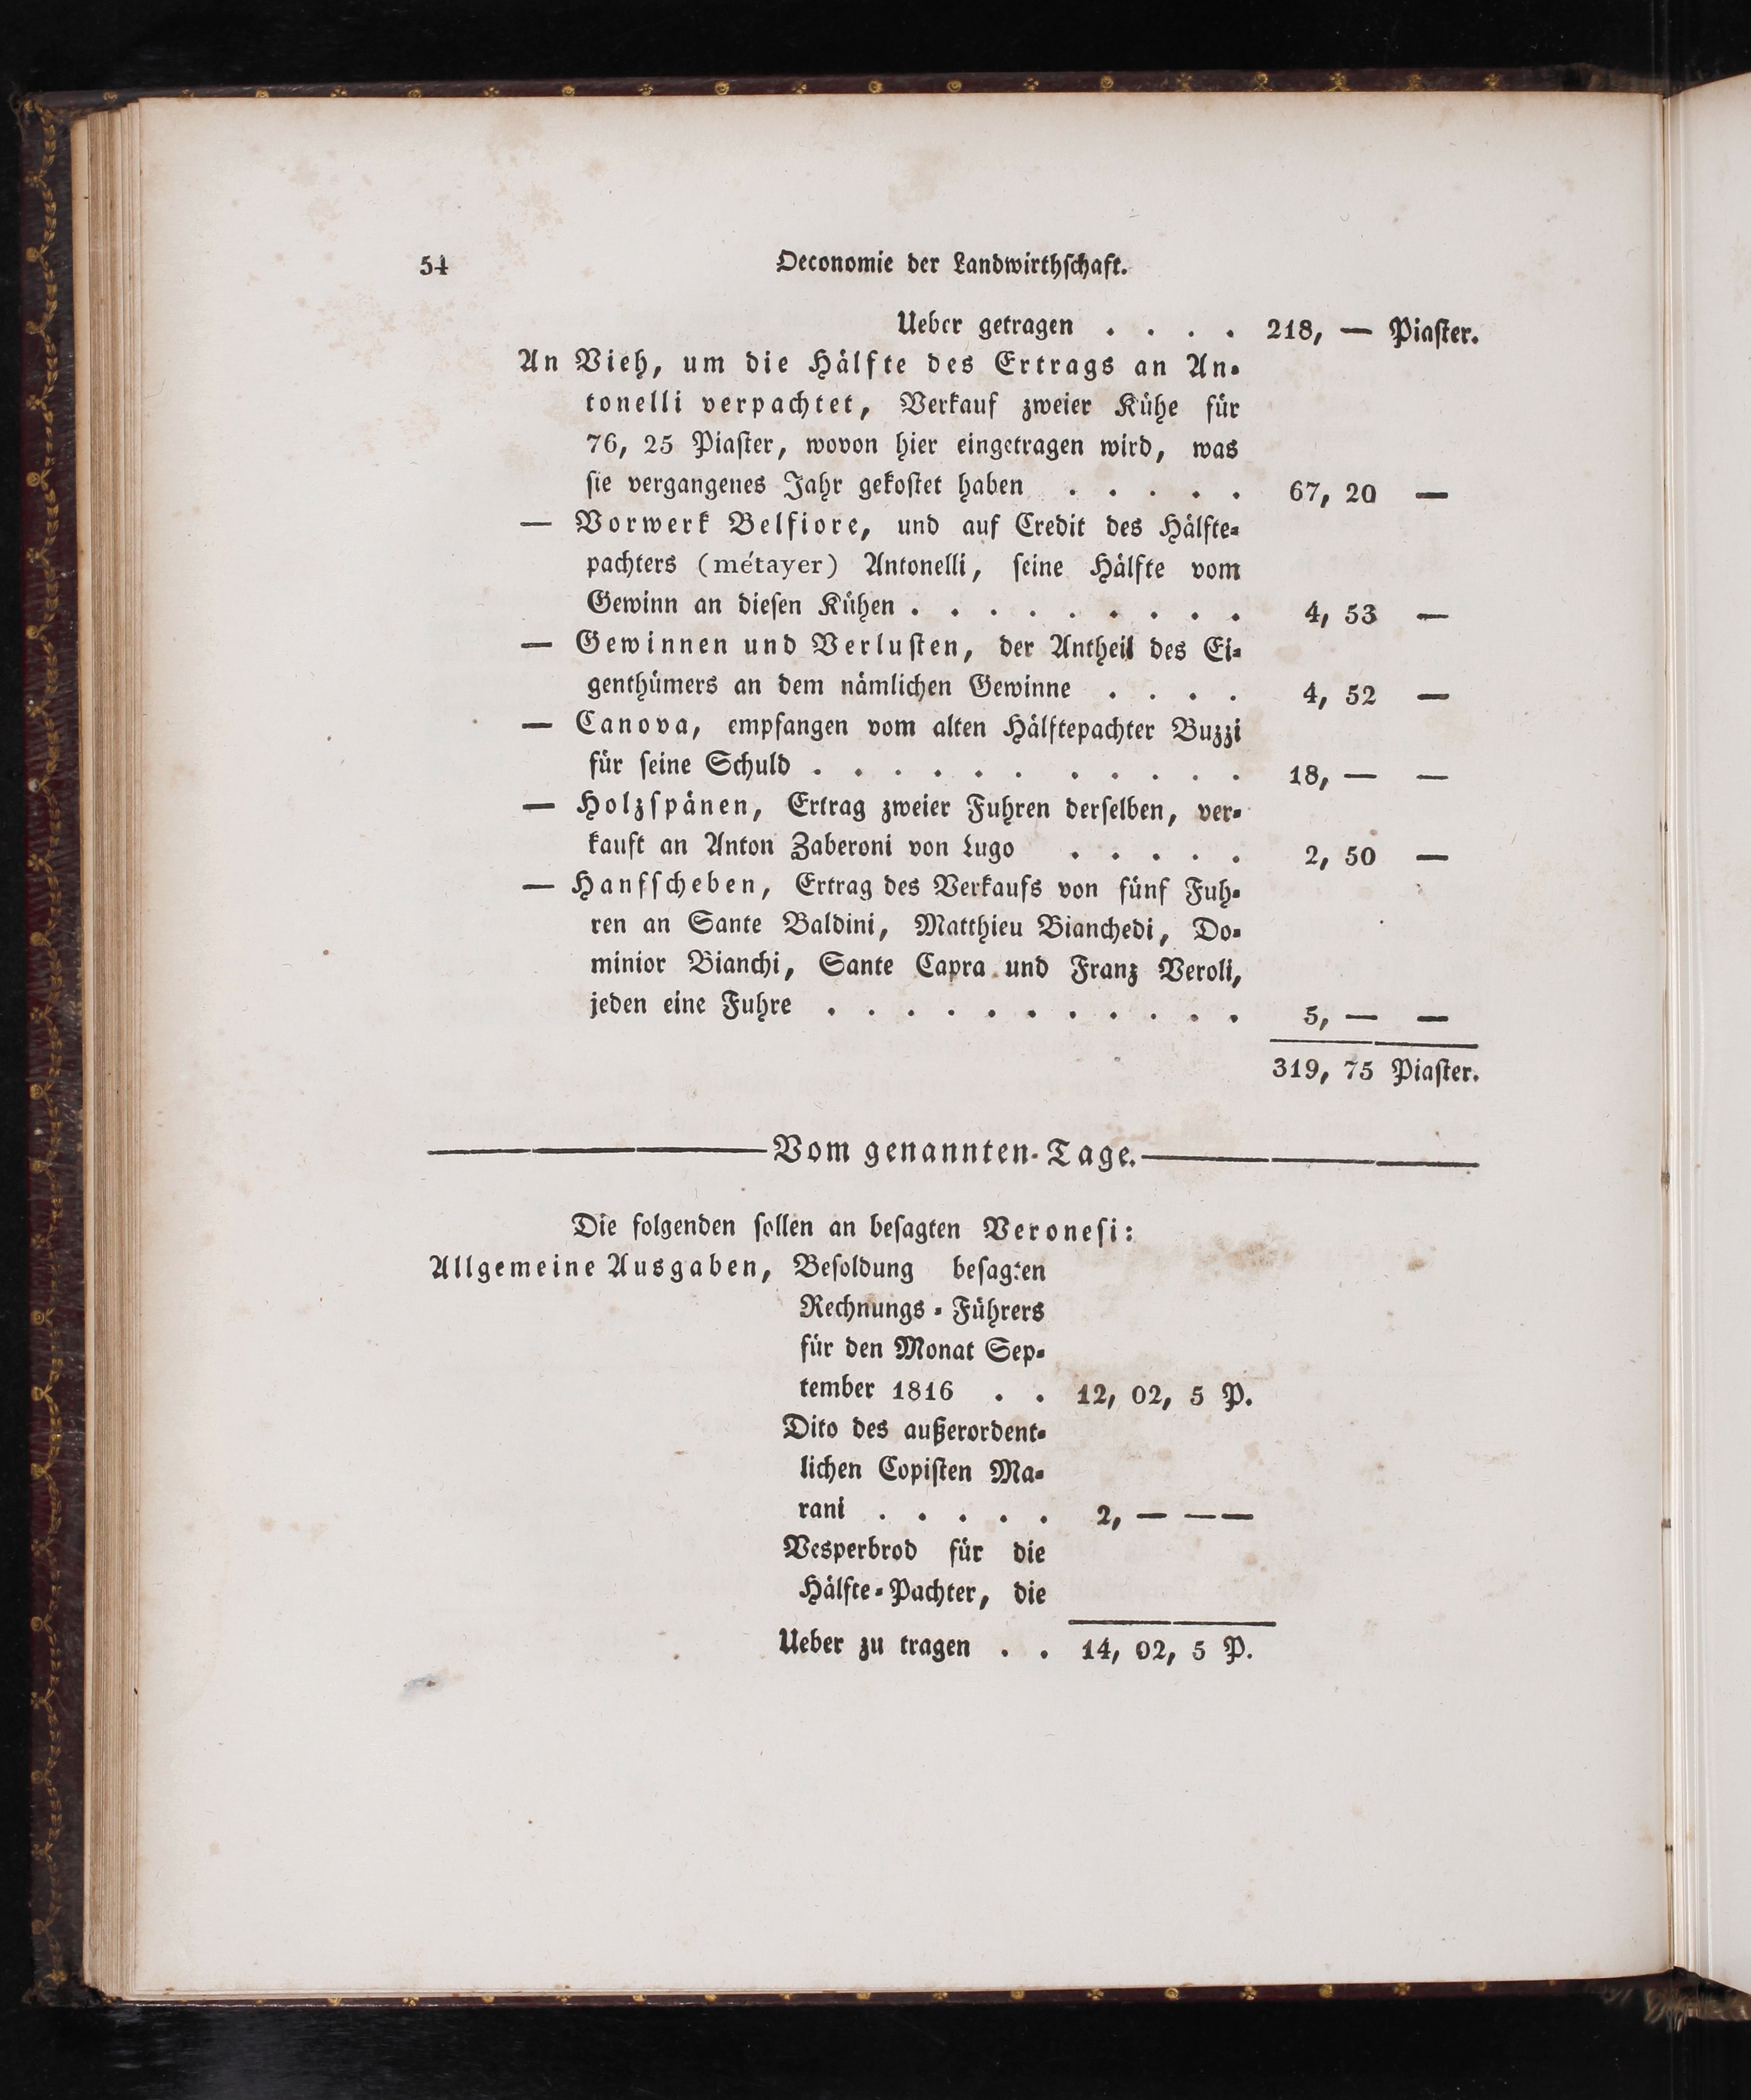 54 Oeconomie der Landwirthschaft.
Ueber getragen . . . . 218, — Piaster.
An Vieh, um die Hälfte des Ertrags an An-
tonelli verpachtet, Verkauf zweier Kühe für
76, 25 Piaster, wovon hier eingetragen wird, was
sie vergangenes Jahr gekostet haben . . . . . 67, 20 —
— Vorwerk Belfiore, und auf Credit des Hälfte-
pachters (métayer) Antonelli, seine Hälfte vom
Gewinn an diesen Kühen . . . . . . . . . 4, 53 —
— Gewinnen und Verlusten, der Antheil des Ei-
genthümers an dem nämlichen Gewinne . . . . 4, 52 —
— Canova, empfangen vom alten Hälftepachter Buzzi
für seine Schuld . . . . . . . . . . . 18, — —
— Holzspänen, Ertrag zweier Fuhren derselben, ver-
kauft an Anton Zaberoni von Lugo . . . . . 2, 50 —
— Hanfscheben, Ertrag des Verkaufs von fünf Fuh-
ren an Sante Baldini, Matthieu Bianchedi, Do-
minior Bianchi, Sante Capra und Franz Veroli,
jeden eine Fuhre . . . . . . . . . . . 5, — —
319, 75 Piaster.
Vom genannten Tage.
Die folgenden sollen an besagten Veronesi:
Allgemeine Ausgaben, Besoldung besagten
Rechnungs-Führers
für den Monat Sep-
tember 1816 . . 12, 02, 5 P.
Dito des außerordent-
lichen Copisten Ma-
rani . . . . . 2, — — —
Vesperbrod für die
Hälfte-Pachter, die
Ueber zu tragen . . 14, 02, 5 P.